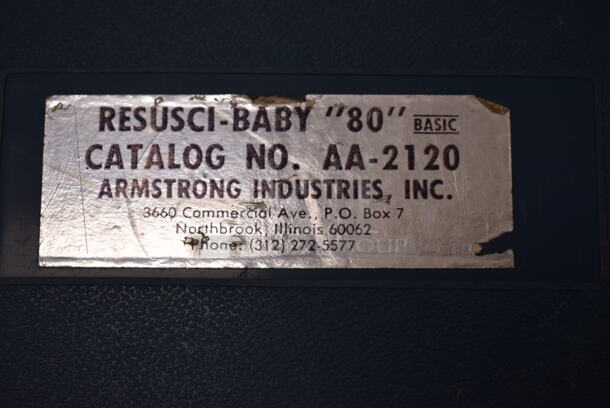 RESUSCI-BABY "80" BASIC
CATALOG NO. AA-2120
ARMSTRONG INDUSTRIES, INC.
3660 Commercial Ave., P.O. Box 7
Northbrook, Illinois 60062
Phone: (312) 272-5577